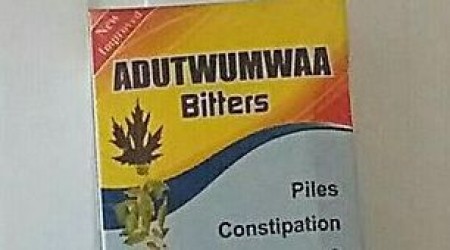 New
Improved
ADUTWUMWAA
Bitters
Piles
Constipation